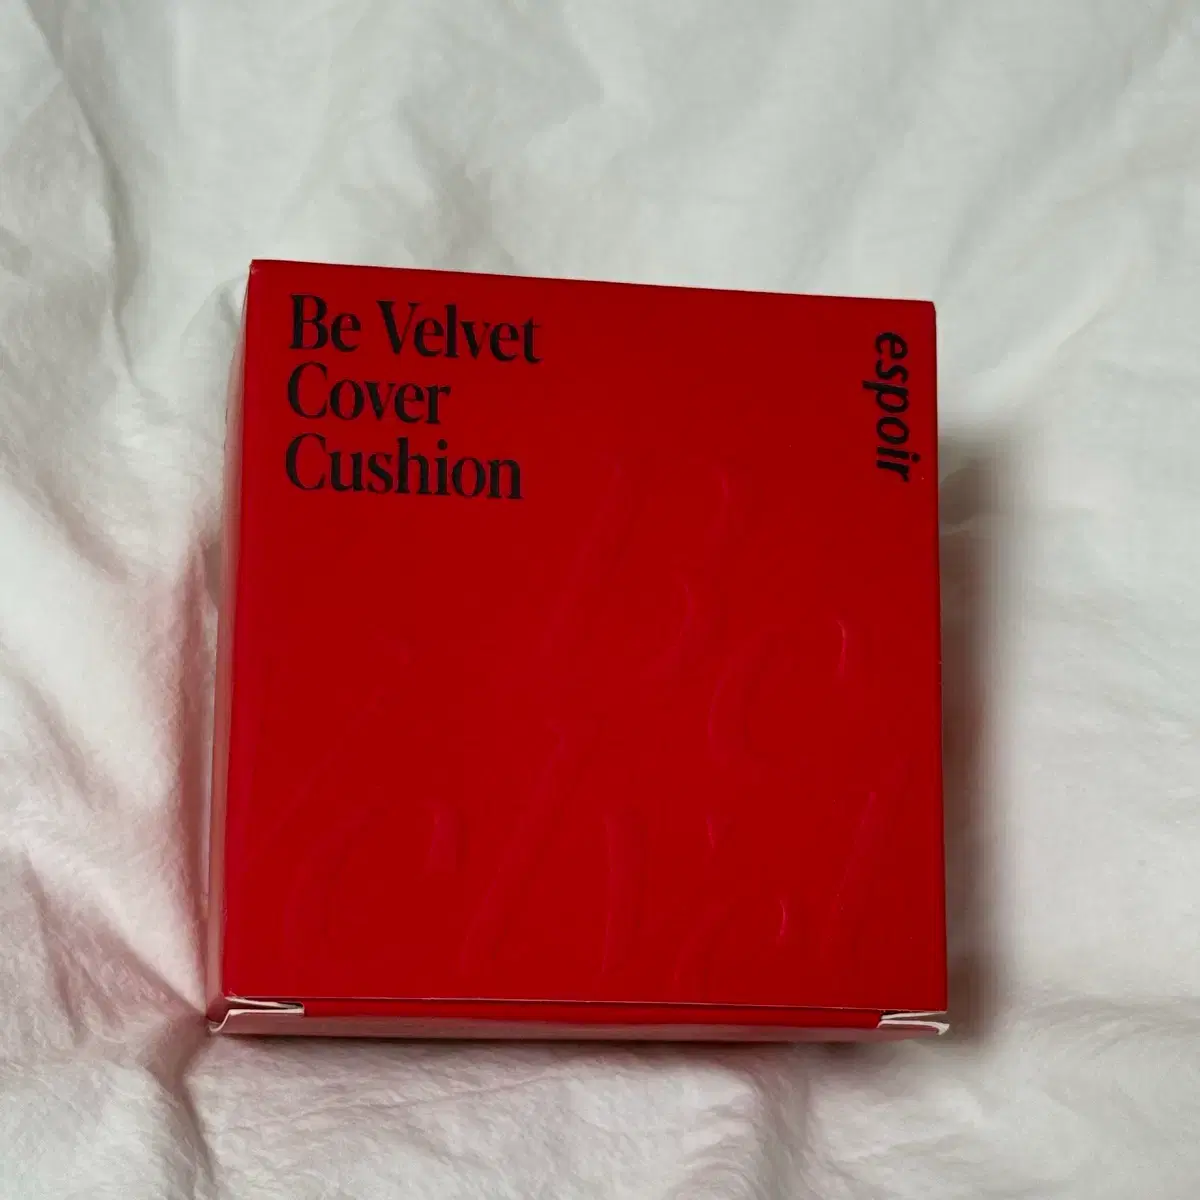 Be Velvet
Cover
Cushion
espoir